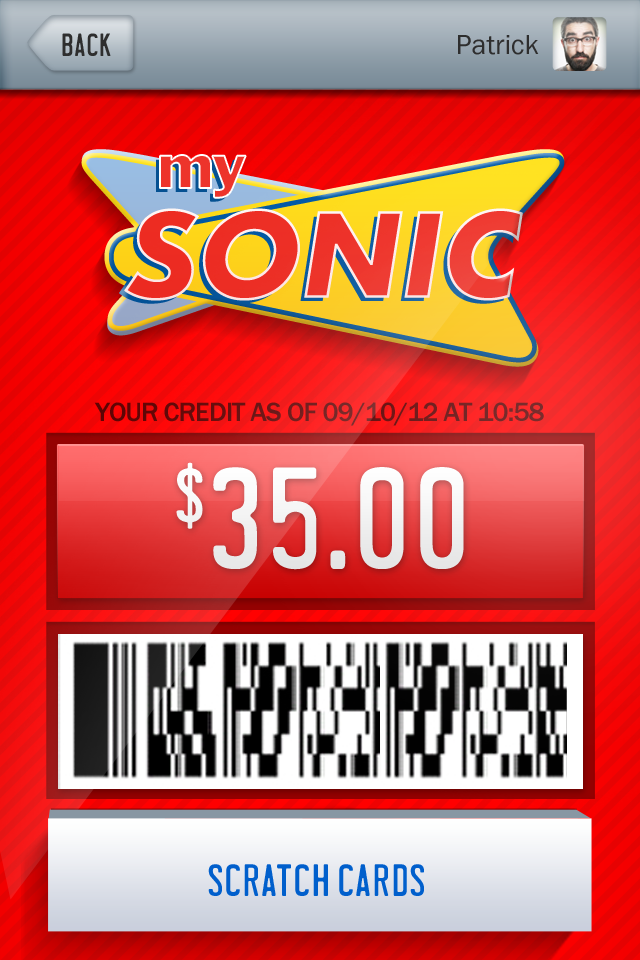 BACK
Patrick
my
SONIC
YOUR CREDIT AS OF 09/10/12 AT 10:58
$35.00
SCRATCH CARDS